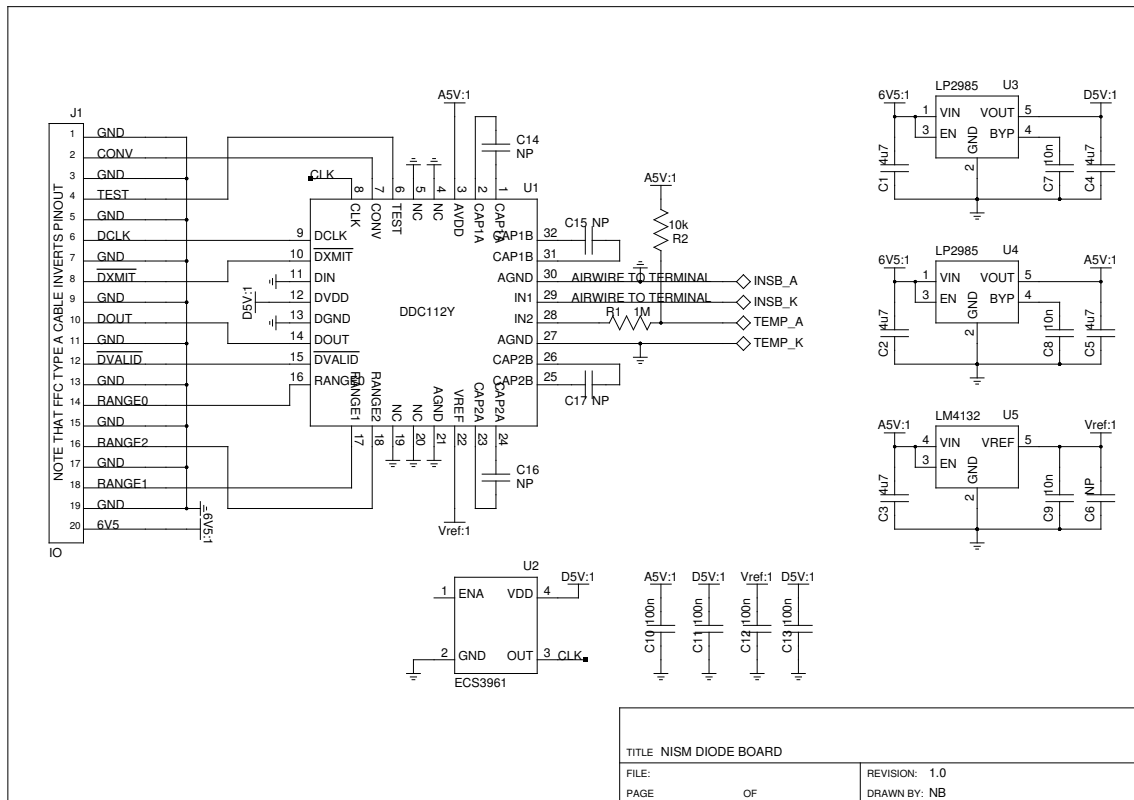 J1
NOTE THAT FFC TYPE A CABLE INVERTS PINOUT
1 GND
2 CONV
3 GND
4 TEST
5 GND
6 DCLK
7 GND
8 DXMIT
9 GND
10 DOUT
11 GND
12 DVALID
13 GND
14 RANGE0
15 GND
16 RANGE2
17 GND
18 RANGE1
19 GND
20 6V5
6V5:1
IO
U1
DDC112Y
CLK
8 CLK
7 CONV
6 TEST
5 NC
4 NC
A5V:1
3 AVDD
2 CAP1A
1 CAP1A
C14
NP
9 DCLK
10 DXMIT
11 DIN
D5V:1
12 DVDD
13 DGND
14 DOUT
15 DVALID
16 RANGE0
RANGE1 17
RANGE2 18
NC 19
NC 20
AGND 21
VREF 22
CAP2A 23
CAP2A 24
C16
NP
Vref:1
CAP1B 32
CAP1B 31
C15 NP
AGND 30
IN1 29
IN2 28
AGND 27
CAP2B 26
CAP2B 25
C17 NP
AIRWIRE TO TERMINAL
AIRWIRE TO TERMINAL
R1 1M
A5V:1
10k
R2
INSB_A
INSB_K
TEMP_A
TEMP_K
LP2985 U3
6V5:1
1 VIN
3 EN
VOUT 5
BYP 4
GND
2
D5V:1
C1 4u7
C7 10n
C4 4u7
LP2985 U4
6V5:1
1 VIN
3 EN
VOUT 5
BYP 4
GND
2
A5V:1
C2 4u7
C8 10n
C5 4u7
LM4132 U5
A5V:1
4 VIN
3 EN
VREF 5
GND
2
Vref:1
C3 4u7
C9 10n
C6 NP
U2
1 ENA
VDD 4
D5V:1
2 GND
OUT 3 CLK
ECS3961
A5V:1
C10 100n
D5V:1
C11 100n
Vref:1
C12 100n
D5V:1
C13 100n
TITLE NISM DIODE BOARD
FILE:
REVISION: 1.0
PAGE OF
DRAWN BY: NB